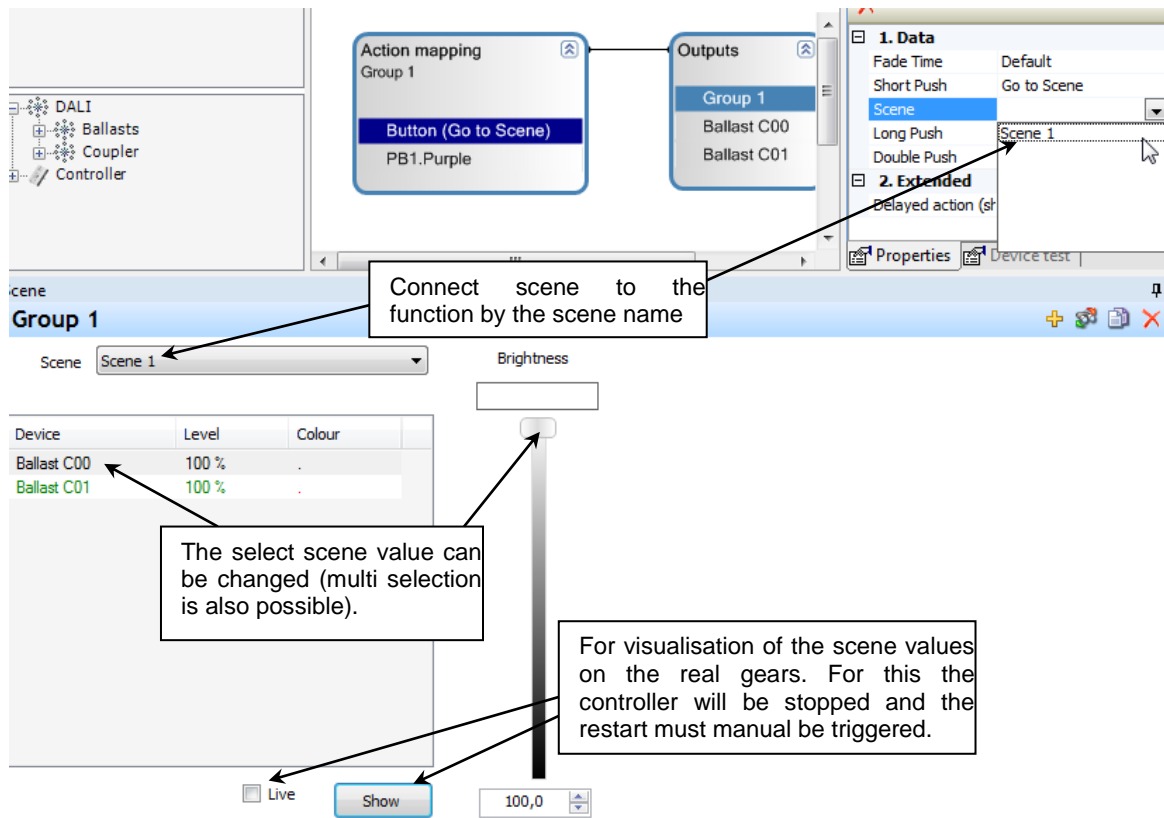 Action mapping
Group 1
Button (Go to Scene)
PB1.Purple
Outputs
Group 1
Ballast C00
Ballast C01
1. Data
Fade Time Default
Short Push Go to Scene
Scene
Long Push Scene 1
Double Push
2. Extended
Delayed action (sh
Properties Device test
DALI
Ballasts
Coupler
Controller
Connect scene to the
function by the scene name
Scene
Group 1
Scene Scene 1
Brightness
Device Level Colour
Ballast C00 100 % .
Ballast C01 100 % .
The select scene value can
be changed (multi selection
is also possible).
For visualisation of the scene values
on the real gears. For this the
controller will be stopped and the
restart must manual be triggered.
Live
Show
100,0